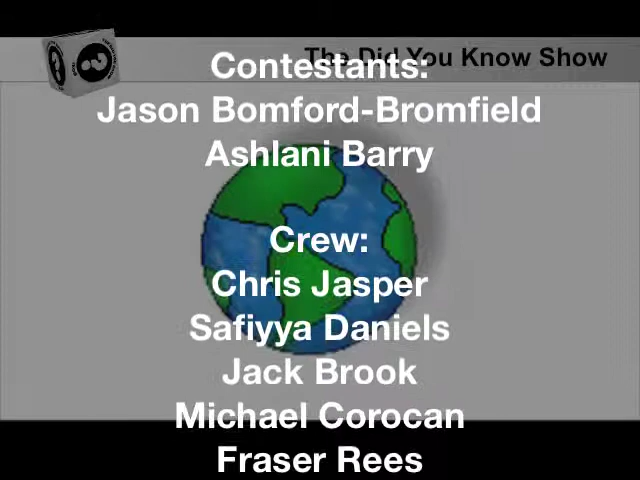 The Did You Know Show
Contestants:
Jason Bomford-Bromfield
Ashlani Barry
Crew:
Chris Jasper
Safiyya Daniels
Jack Brook
Michael Corocan
Fraser Rees